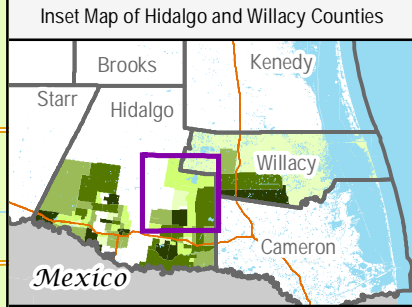 Inset Map of Hidalgo and Willacy Counties
Brooks
Kenedy
Starr
Hidalgo
Willacy
Cameron
Mexico